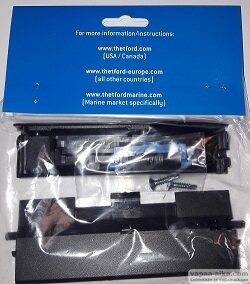 For more information/instructions:
www.thetford.com
(USA / Canada)
www.thetford-europe.com
(all other countries)
www.thetfordmarine.com
(Marine market specifically)
www.vapaa-aika.com